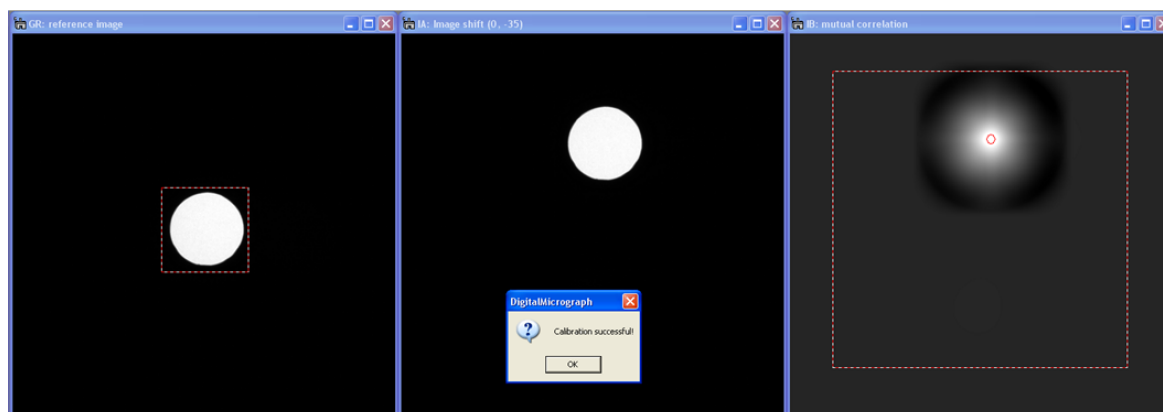 GR: reference image
IA: Image shift (0, -35)
IB: mutual correlation
DigitalMicrograph
Calibration successful!
OK